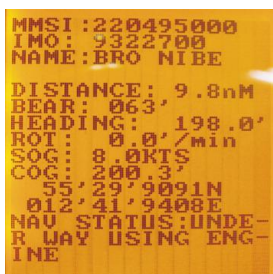 MMSI:220495000
IMO: 9322700
NAME:BRO NIBE
DISTANCE: 9.8nM
BEAR: 063'
HEADING: 198.0'
ROT: 0.0'/min
SOG: 8.0KTS
COG: 200.3'
55'29'9091N
012'41'9408E
NAV STATUS:UNDE-
R WAY USING ENG-
INE